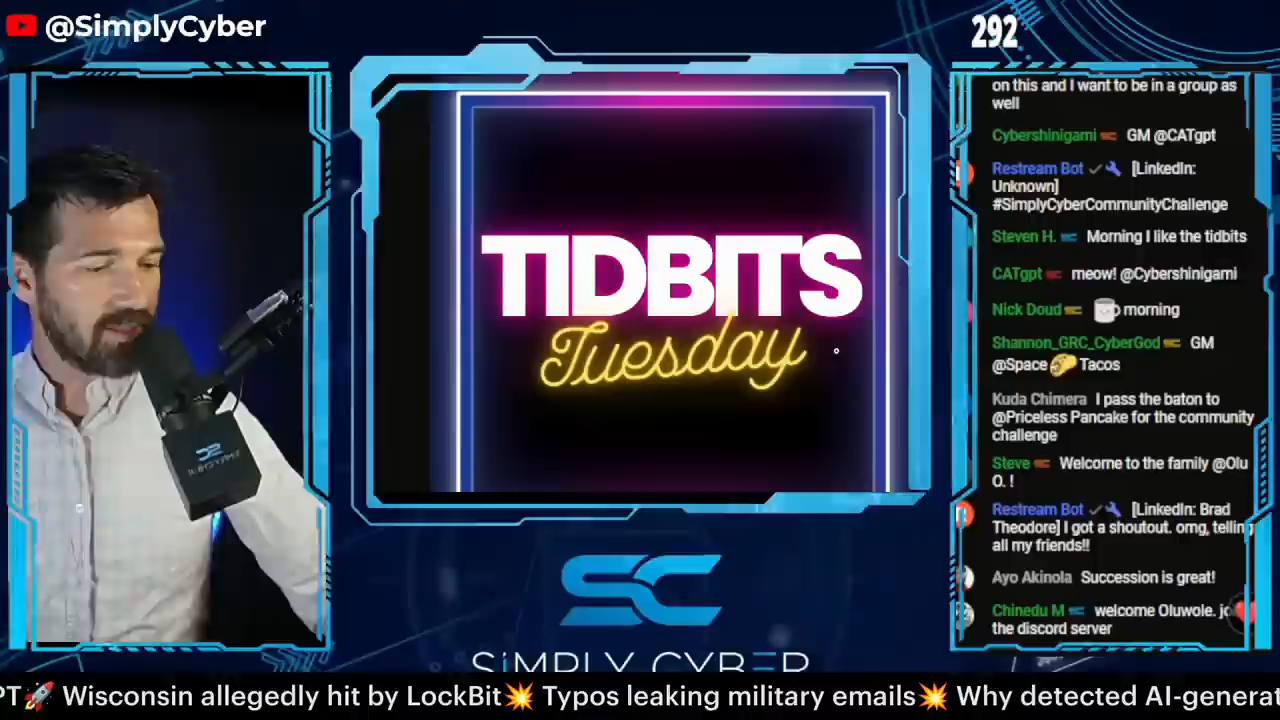 @SimplyCyber
292
TIDBITS
Tuesday
SC
SIMPLY CYBER
on this and I want to be in a group as
well
Cybershinigami GM @CATgpt
Restream Bot [LinkedIn:
Unknown]
#SimplyCyberCommunityChallenge
Steven H. Morning I like the tidbits
CATgpt meow! @Cybershinigami
Nick Doud morning
Shannon_GRC_CyberGod GM
@Space Tacos
Kuda Chimera I pass the baton to
@Priceless Pancake for the community
challenge
Steve Welcome to the family @Olu
O. !
Restream Bot [LinkedIn: Brad
Theodore] I got a shoutout. omg, telling
all my friends!!
Ayo Akinola Succession is great!
Chinedu M welcome Oluwole. jo
the discord server
PT🚀 Wisconsin allegedly hit by LockBit💥 Typos leaking military emails💥 Why detected AI-generat